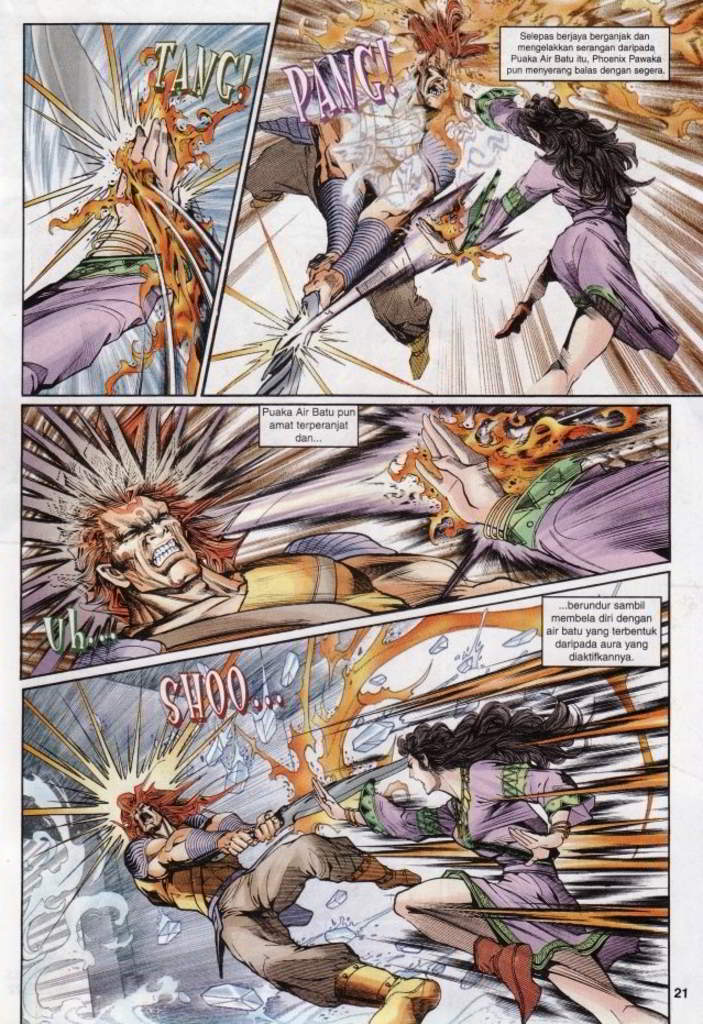 TANG!
PANG!
Selepas berjaya berganjak dan
mengelakkan serangan daripada
Puaka Air Batu itu, Phoenix Pawaka
pun menyerang balas dengan segera.
Puaka Air Batu pun
amat terperanjat
dan...
Uh...
...berundur sambil
membela diri dengan
air batu yang terbentuk
daripada aura yang
diaktifkannya.
SHOO...
21